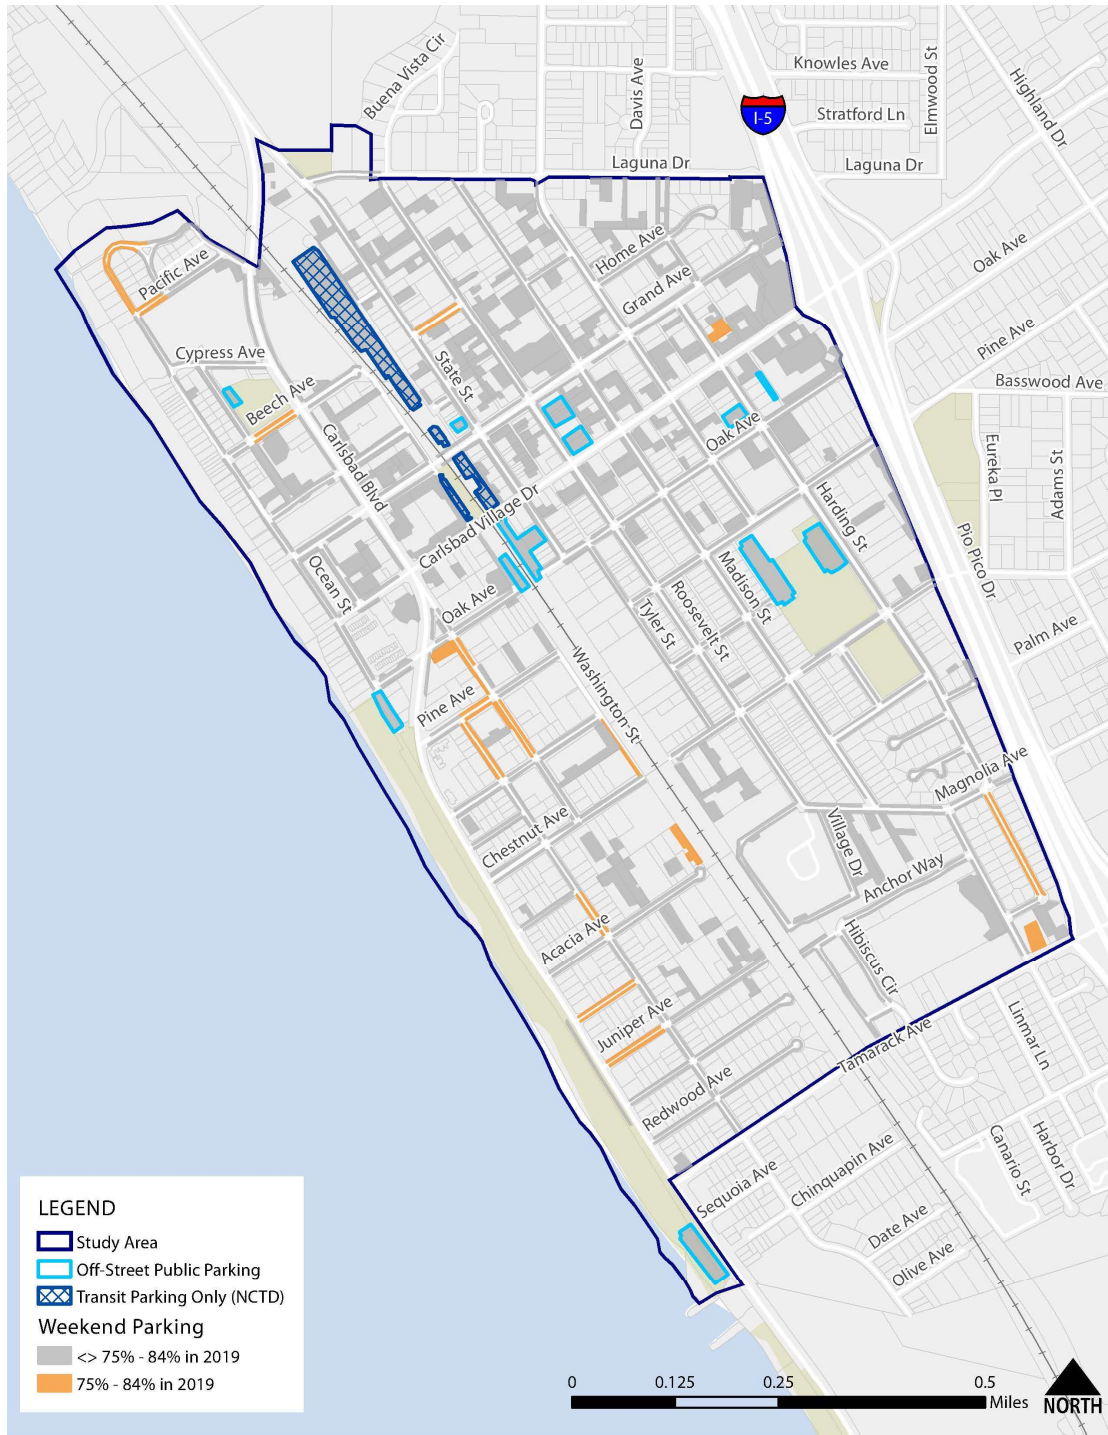 Buena Vista Cir
Davis Ave
Knowles Ave
Elmwood St
Highland Dr
I-5
Stratford Ln
Laguna Dr
Laguna Dr
Home Ave
Oak Ave
Pacific Ave
Grand Ave
Pine Ave
Cypress Ave
State St
Basswood Ave
Beech Ave
Carlsbad Blvd
Oak Ave
Eureka Pl
Adams St
Harding St
Carlsbad Village Dr
Pio Pico Dr
Ocean St
Madison St
Roosevelt St
Oak Ave
Tyler St
Palm Ave
Washington St
Pine Ave
Magnolia Ave
Chestnut Ave
Village Dr
Anchor Way
Acacia Ave
Hibiscus Cir
Juniper Ave
Linmar Ln
Tamarack Ave
Redwood Ave
Canario St
Harbor Dr
Sequoia Ave
Chinquapin Ave
Date Ave
Olive Ave
LEGEND
Study Area
Off-Street Public Parking
Transit Parking Only (NCTD)
Weekend Parking
<> 75% - 84% in 2019
75% - 84% in 2019
0 0.125 0.25 0.5
Miles
NORTH